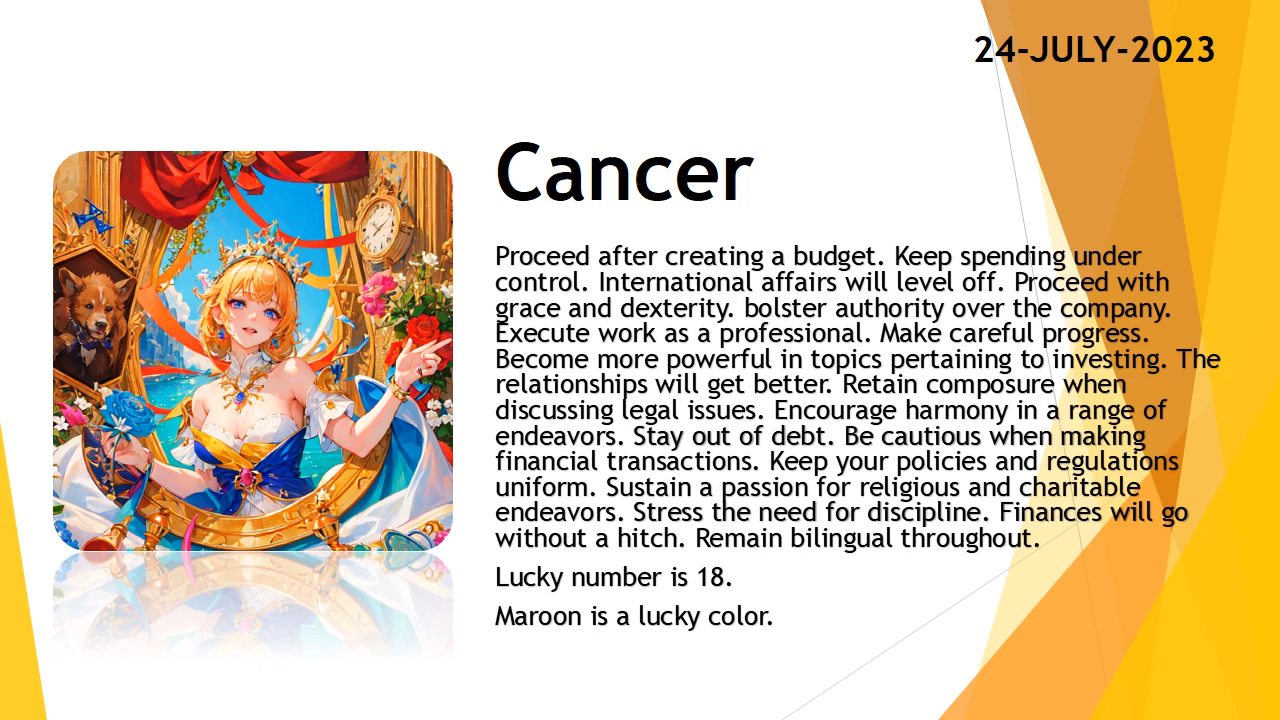 24-JULY-2023
Cancer
Proceed after creating a budget. Keep spending under
control. International affairs will level off. Proceed with
grace and dexterity. bolster authority over the company.
Execute work as a professional. Make careful progress.
Become more powerful in topics pertaining to investing. The
relationships will get better. Retain composure when
discussing legal issues. Encourage harmony in a range of
endeavors. Stay out of debt. Be cautious when making
financial transactions. Keep your policies and regulations
uniform. Sustain a passion for religious and charitable
endeavors. Stress the need for discipline. Finances will go
without a hitch. Remain bilingual throughout.
Lucky number is 18.
Maroon is a lucky color.